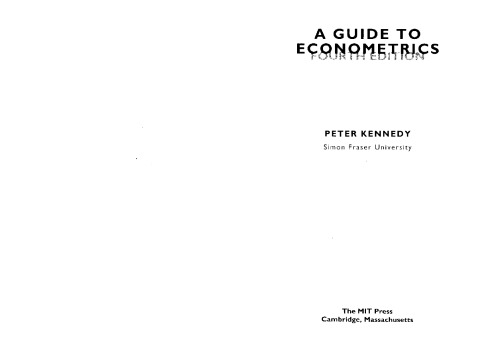 A GUIDE TO
ECONOMETRICS
FOURTH EDITION
PETER KENNEDY
Simon Fraser University
The MIT Press
Cambridge, Massachusetts